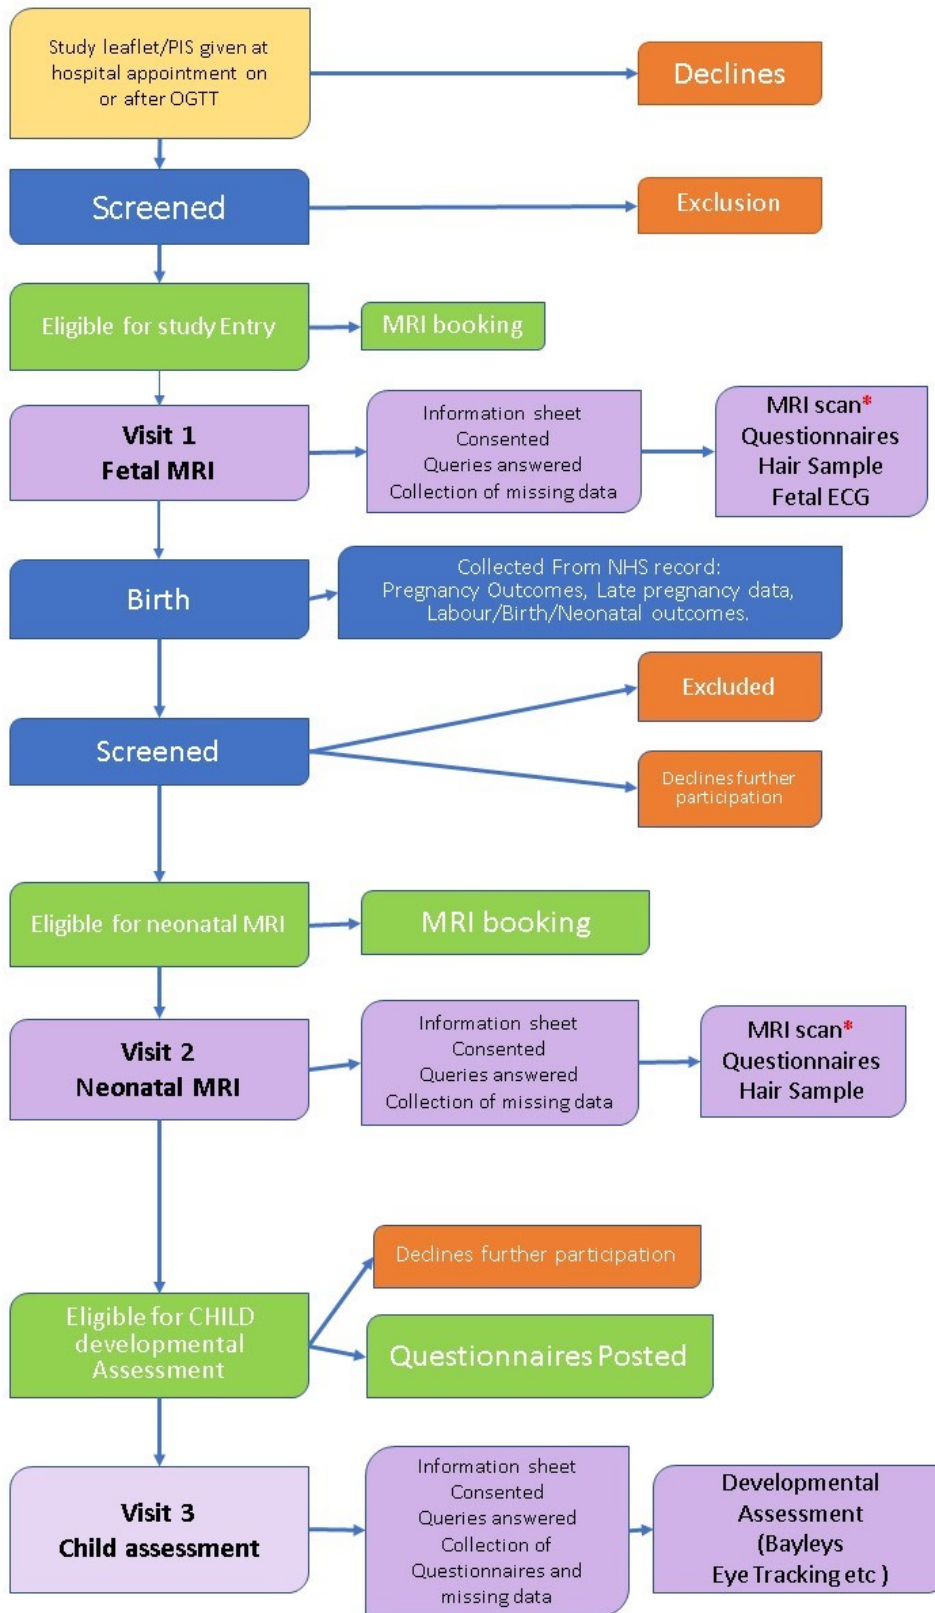 Study leaflet/PIS given at
hospital appointment on
or after OGTT
Declines
Screened
Exclusion
Eligible for study Entry
MRI booking
Visit 1
Fetal MRI
Information sheet
Consented
Queries answered
Collection of missing data
MRI scan*
Questionnaires
Hair Sample
Fetal ECG
Birth
Collected From NHS record:
Pregnancy Outcomes, Late pregnancy data,
Labour/Birth/Neonatal outcomes.
Excluded
Screened
Declines further
participation
Eligible for neonatal MRI
MRI booking
Visit 2
Neonatal MRI
Information sheet
Consented
Queries answered
Collection of missing data
MRI scan*
Questionnaires
Hair Sample
Declines further participation
Eligible for CHILD
developmental
Assessment
Questionnaires Posted
Visit 3
Child assessment
Information sheet
Consented
Queries answered
Collection of
Questionnaires and
missing data
Developmental
Assessment
(Bayleys
Eye Tracking etc )